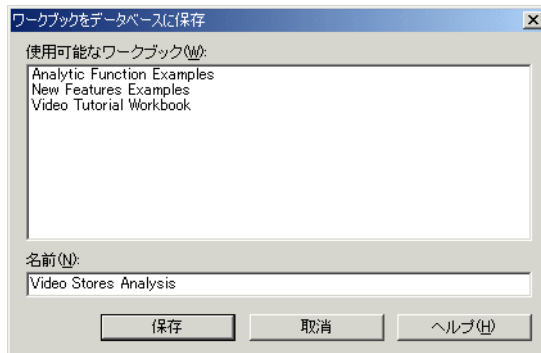 ワークブックをデータベースに保存
使用可能なワークブック(W):
Analytic Function Examples
New Features Examples
Video Tutorial Workbook
名前(N):
Video Stores Analysis
保存
取消
ヘルプ(H)